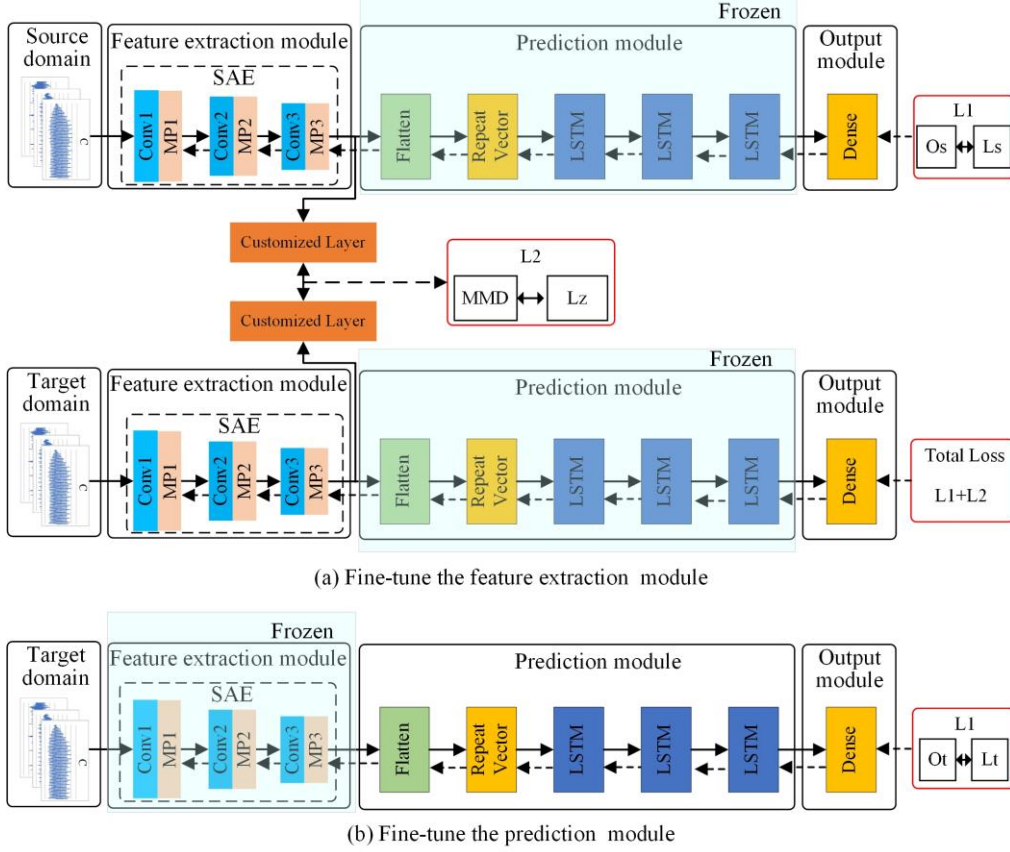 Frozen
Source
domain
Feature extraction module
Prediction module
Output
module
SAE
Conv1
MP1
Conv2
MP2
Conv3
MP3
Flatten
Repeat
Vector
LSTM
LSTM
LSTM
Dense
L1
Os
Ls
C
Customized Layer
L2
MMD
Lz
Customized Layer
Frozen
Target
domain
Feature extraction module
Prediction module
Output
module
SAE
Conv1
MP1
Conv2
MP2
Conv3
MP3
Flatten
Repeat
Vector
LSTM
LSTM
LSTM
Dense
Total Loss
L1+L2
C
(a) Fine-tune the feature extraction module
Frozen
Target
domain
Feature extraction module
Prediction module
Output
module
SAE
Conv1
MP1
Conv2
MP2
Conv3
MP3
Flatten
Repeat
Vector
LSTM
LSTM
LSTM
Dense
L1
Ot
Lt
C
(b) Fine-tune the prediction module